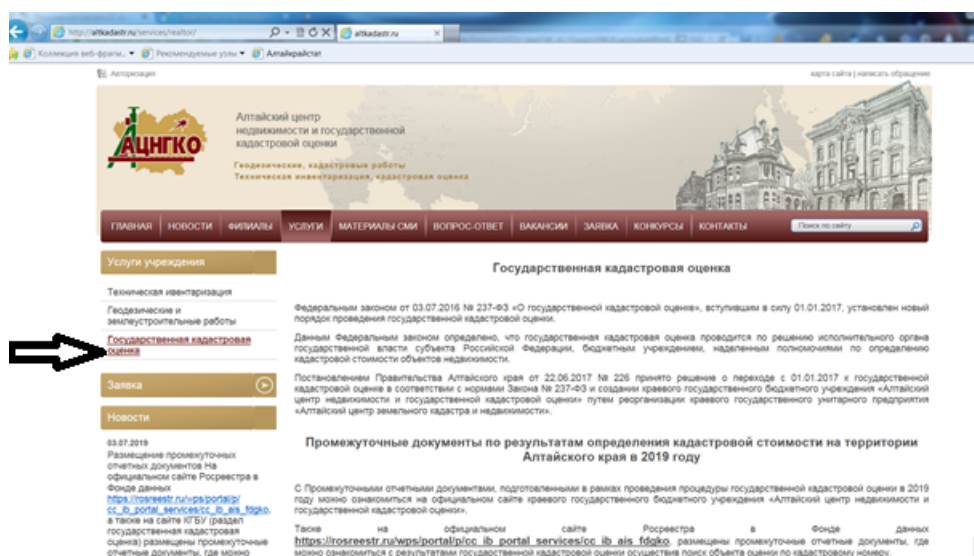 http://altkadastr.ru/services/realtor/
altkadastr.ru
Коллекция веб-фрагм...
Рекомендуемые узлы
Алтайкрайстат
Авторизация
карта сайта | написать обращение
АЦНГКО
Алтайский центр
недвижимости и государственной
кадастровой оценки
Геодезические, кадастровые работы
Техническая инвентаризация, кадастровая оценка
ГЛАВНАЯ НОВОСТИ ФИЛИАЛЫ УСЛУГИ МАТЕРИАЛЫ СМИ ВОПРОС-ОТВЕТ ВАКАНСИИ ЗАЯВКА КОНКУРСЫ КОНТАКТЫ Поиск по сайту
Услуги учреждения
Техническая ивентаризация
Геодезические и
землеустроительные работы
Государственная кадастровая
оценка
Заявка
Новости
03.07.2019
Размещение промежуточных
отчетных документов На
официальном сайте Росреестра в
Фонде данных
https://rosreestr.ru/wps/portal/p/
cc_ib_portal_services/cc_ib_ais_fdgko,
а также на сайте КГБУ (раздел
государственная кадастровая
оценка) размещены промежуточные
отчетные документы, где можно
Государственная кадастровая оценка
Федеральным законом от 03.07.2016 № 237-ФЗ «О государственной кадастровой оценке», вступившим в силу 01.01.2017, установлен новый
порядок проведения государственной кадастровой оценки.
Данным Федеральным законом определено, что государственная кадастровая оценка проводится по решению исполнительного органа
государственной власти субъекта Российской Федерации, бюджетным учреждением, наделенным полномочиями по определению
кадастровой стоимости объектов недвижимости.
Постановлением Правительства Алтайского края от 22.06.2017 № 226 принято решение о переходе с 01.01.2017 к государственной
кадастровой оценке в соответствии с нормами Закона № 237-ФЗ и создании краевого государственного бюджетного учреждения «Алтайский
центр недвижимости и государственной кадастровой оценки» путем реорганизации краевого государственного унитарного предприятия
«Алтайский центр земельного кадастра и недвижимости».
Промежуточные документы по результатам определения кадастровой стоимости на территории
Алтайского края в 2019 году
С Промежуточными отчетными документами, подготовленными в рамках проведения процедуры государственной кадастровой оценки в 2019
году можно ознакомиться на официальном сайте краевого государственного бюджетного учреждения «Алтайский центр недвижимости и
государственной кадастровой оценки».
Также на официальном сайте Росреестра в Фонде данных
https://rosreestr.ru/wps/portal/p/cc_ib_portal_services/cc_ib_ais_fdgko, размещены промежуточные отчетные документы, где
можно ознакомиться с результатами государственной кадастровой оценки осуществив поиск объекта оценки по кадастровому номеру.